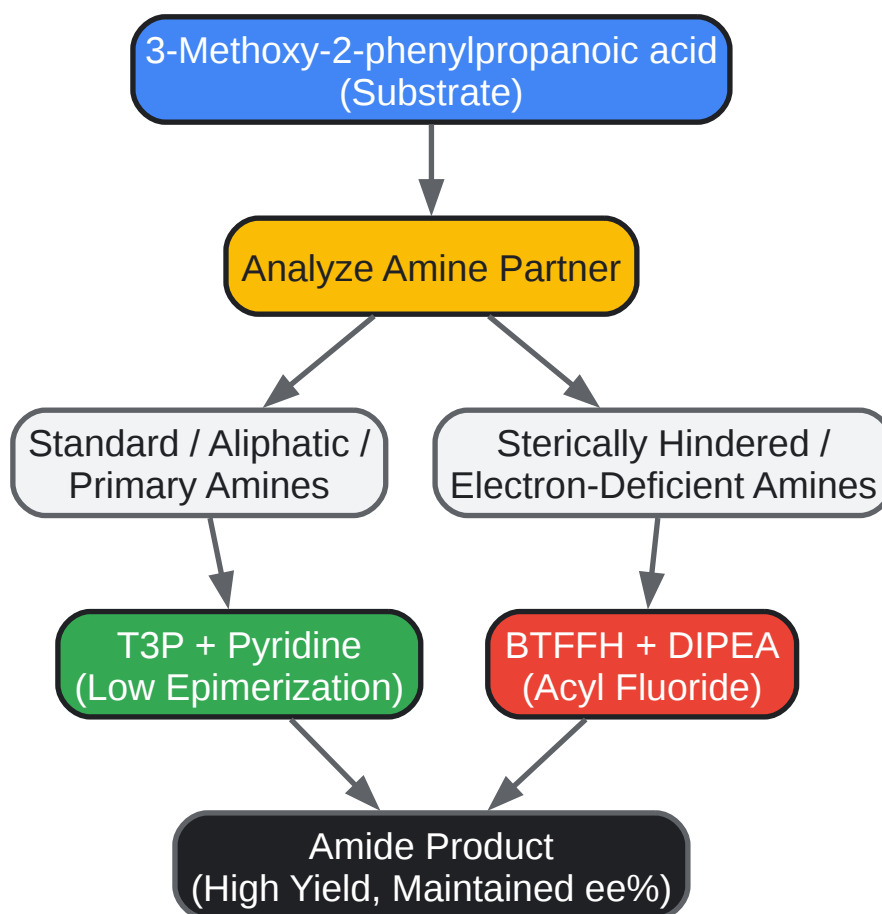 3-Methoxy-2-phenylpropanoic acid
(Substrate)
Analyze Amine Partner
Standard / Aliphatic /
Primary Amines
Sterically Hindered /
Electron-Deficient Amines
T3P + Pyridine
(Low Epimerization)
BTFFH + DIPEA
(Acyl Fluoride)
Amide Product
(High Yield, Maintained ee%)